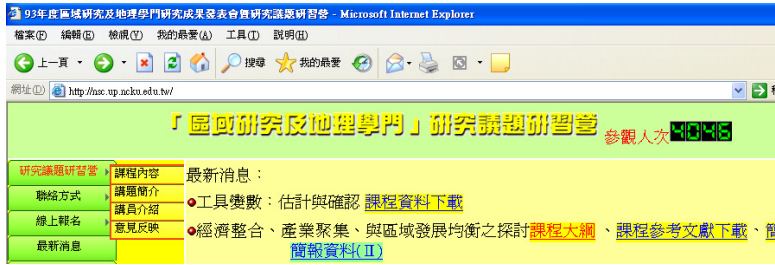 93年度區域研究及地理學門研究成果發表會暨研究議題研習營 - Microsoft Internet Explorer
檔案(F) 編輯(E) 檢視(V) 我的最愛(A) 工具(T) 說明(H)
上一頁 搜尋 我的最愛
網址(D) http://nsc.up.ncku.edu.tw/
「區域研究及地理學門」研究議題研習營 參觀人次4046
研究議題研習營
聯絡方式
線上報名
最新消息
課程內容
講題簡介
講員介紹
意見反映
最新消息：
工具變數：估計與確認 課程資料下載
經濟整合、產業聚集、與區域發展均衡之探討課程大綱 、課程參考文獻下載、
簡報資料(Ⅱ)